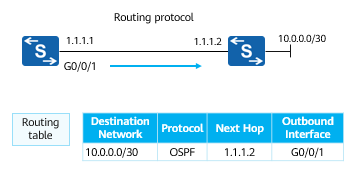 Routing protocol
1.1.1.1
1.1.1.2
10.0.0.0/30
S
S
G0/0/1
Routing table
Destination Network Protocol Next Hop Outbound Interface
10.0.0.0/30 OSPF 1.1.1.2 G0/0/1